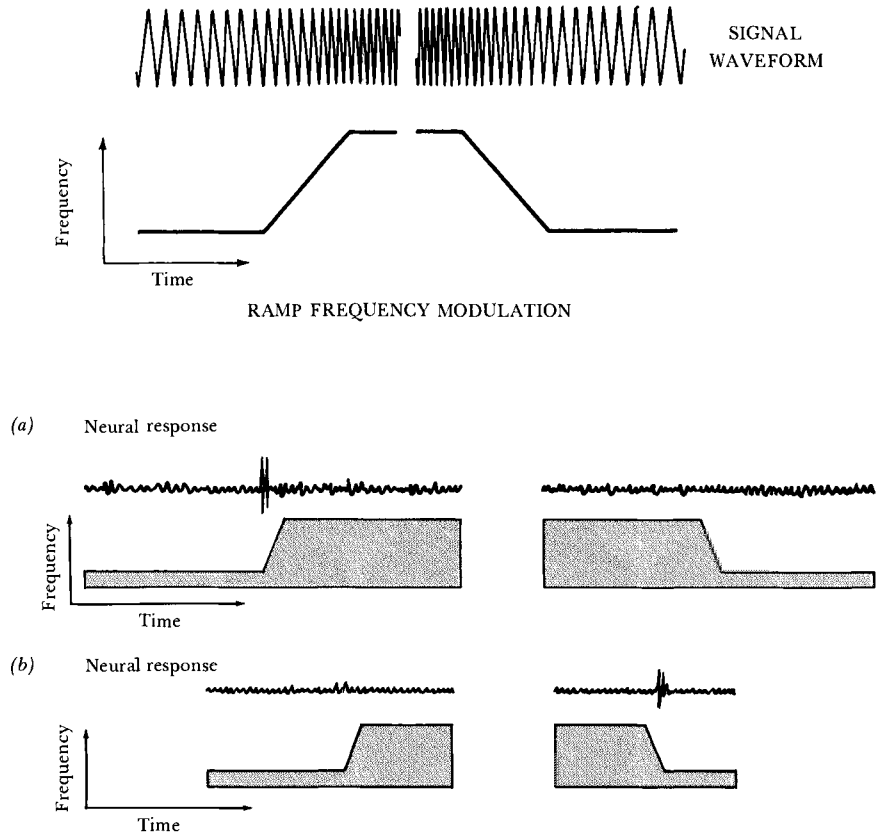 SIGNAL
WAVEFORM
Frequency
Time
RAMP FREQUENCY MODULATION
(a) Neural response
Frequency
Time
(b) Neural response
Frequency
Time